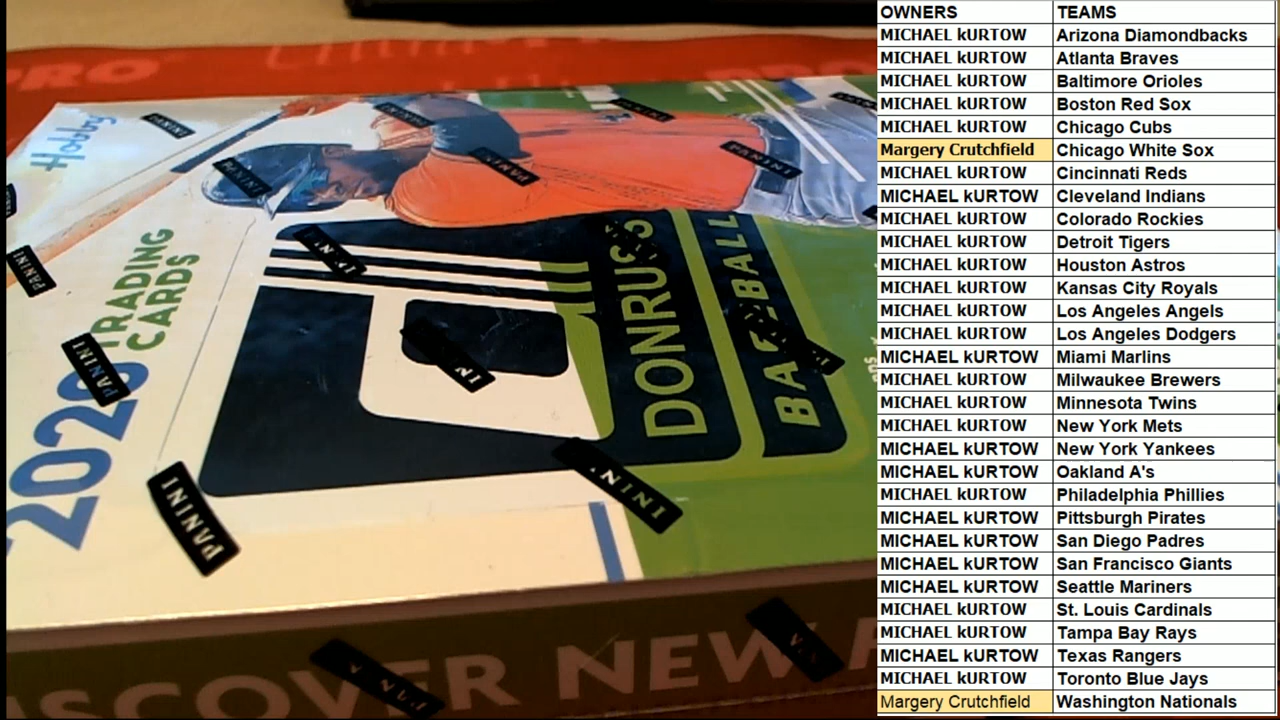 PRO
Hobby
2020
TRADING
CARDS
DONRUSS
BASEBALL
PANINI
PANINI
PANINI
PANINI
PANINI
PANINI
PANINI
PANINI
DISCOVER NEW
OWNERS TEAMS
MICHAEL kURTOW Arizona Diamondbacks
MICHAEL kURTOW Atlanta Braves
MICHAEL kURTOW Baltimore Orioles
MICHAEL kURTOW Boston Red Sox
MICHAEL kURTOW Chicago Cubs
Margery Crutchfield Chicago White Sox
MICHAEL kURTOW Cincinnati Reds
MICHAEL kURTOW Cleveland Indians
MICHAEL kURTOW Colorado Rockies
MICHAEL kURTOW Detroit Tigers
MICHAEL kURTOW Houston Astros
MICHAEL kURTOW Kansas City Royals
MICHAEL kURTOW Los Angeles Angels
MICHAEL kURTOW Los Angeles Dodgers
MICHAEL kURTOW Miami Marlins
MICHAEL kURTOW Milwaukee Brewers
MICHAEL kURTOW Minnesota Twins
MICHAEL kURTOW New York Mets
MICHAEL kURTOW New York Yankees
MICHAEL kURTOW Oakland A's
MICHAEL kURTOW Philadelphia Phillies
MICHAEL kURTOW Pittsburgh Pirates
MICHAEL kURTOW San Diego Padres
MICHAEL kURTOW San Francisco Giants
MICHAEL kURTOW Seattle Mariners
MICHAEL kURTOW St. Louis Cardinals
MICHAEL kURTOW Tampa Bay Rays
MICHAEL kURTOW Texas Rangers
MICHAEL kURTOW Toronto Blue Jays
Margery Crutchfield Washington Nationals